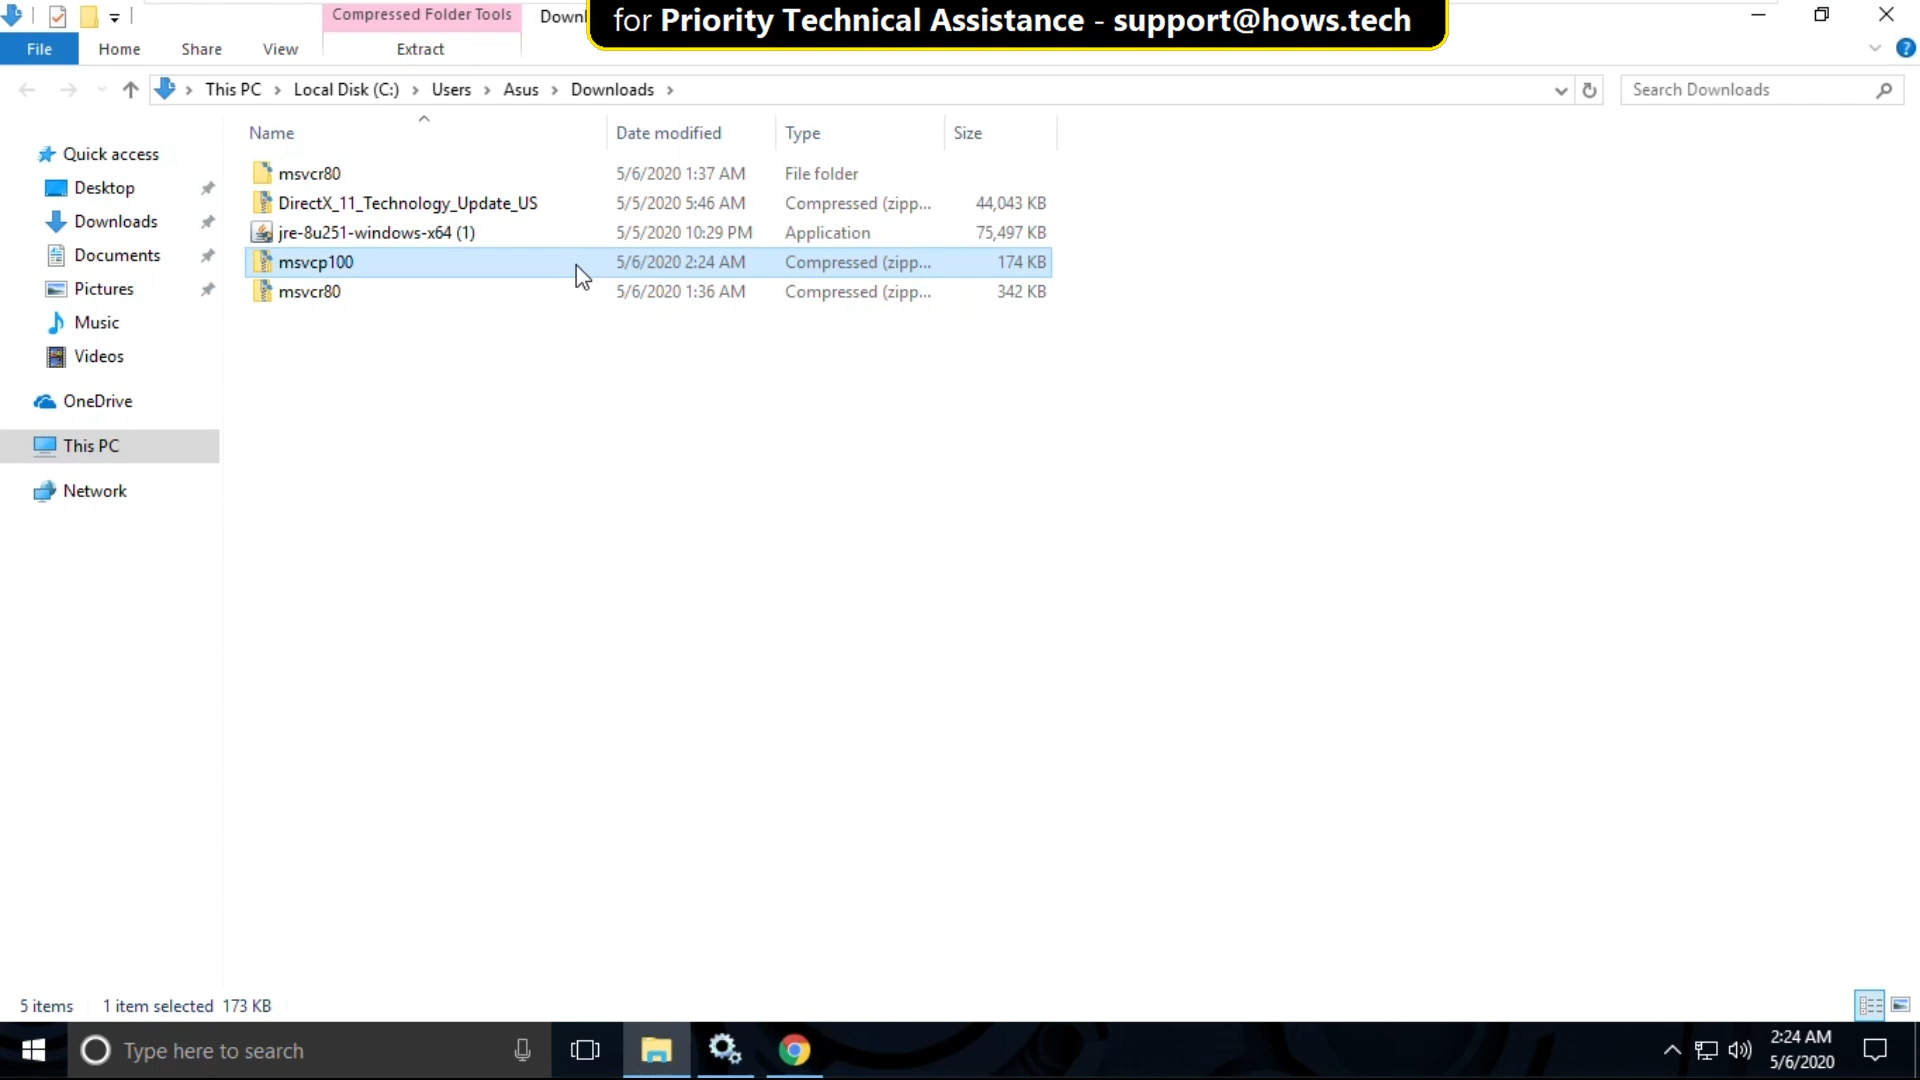 Compressed Folder Tools
Downl
for Priority Technical Assistance - support@hows.tech
File
Home
Share
View
Extract
?
This PC
Local Disk (C:)
Users
Asus
Downloads
Search Downloads
Name
Date modified
Type
Size
Quick access
Desktop
Downloads
Documents
Pictures
Music
Videos
OneDrive
This PC
Network
msvcr80 5/6/2020 1:37 AM File folder
DirectX_11_Technology_Update_US 5/5/2020 5:46 AM Compressed (zipp... 44,043 KB
jre-8u251-windows-x64 (1) 5/5/2020 10:29 PM Application 75,497 KB
msvcp100 5/6/2020 2:24 AM Compressed (zipp... 174 KB
msvcr80 5/6/2020 1:36 AM Compressed (zipp... 342 KB
5 items 1 item selected 173 KB
Type here to search
2:24 AM
5/6/2020